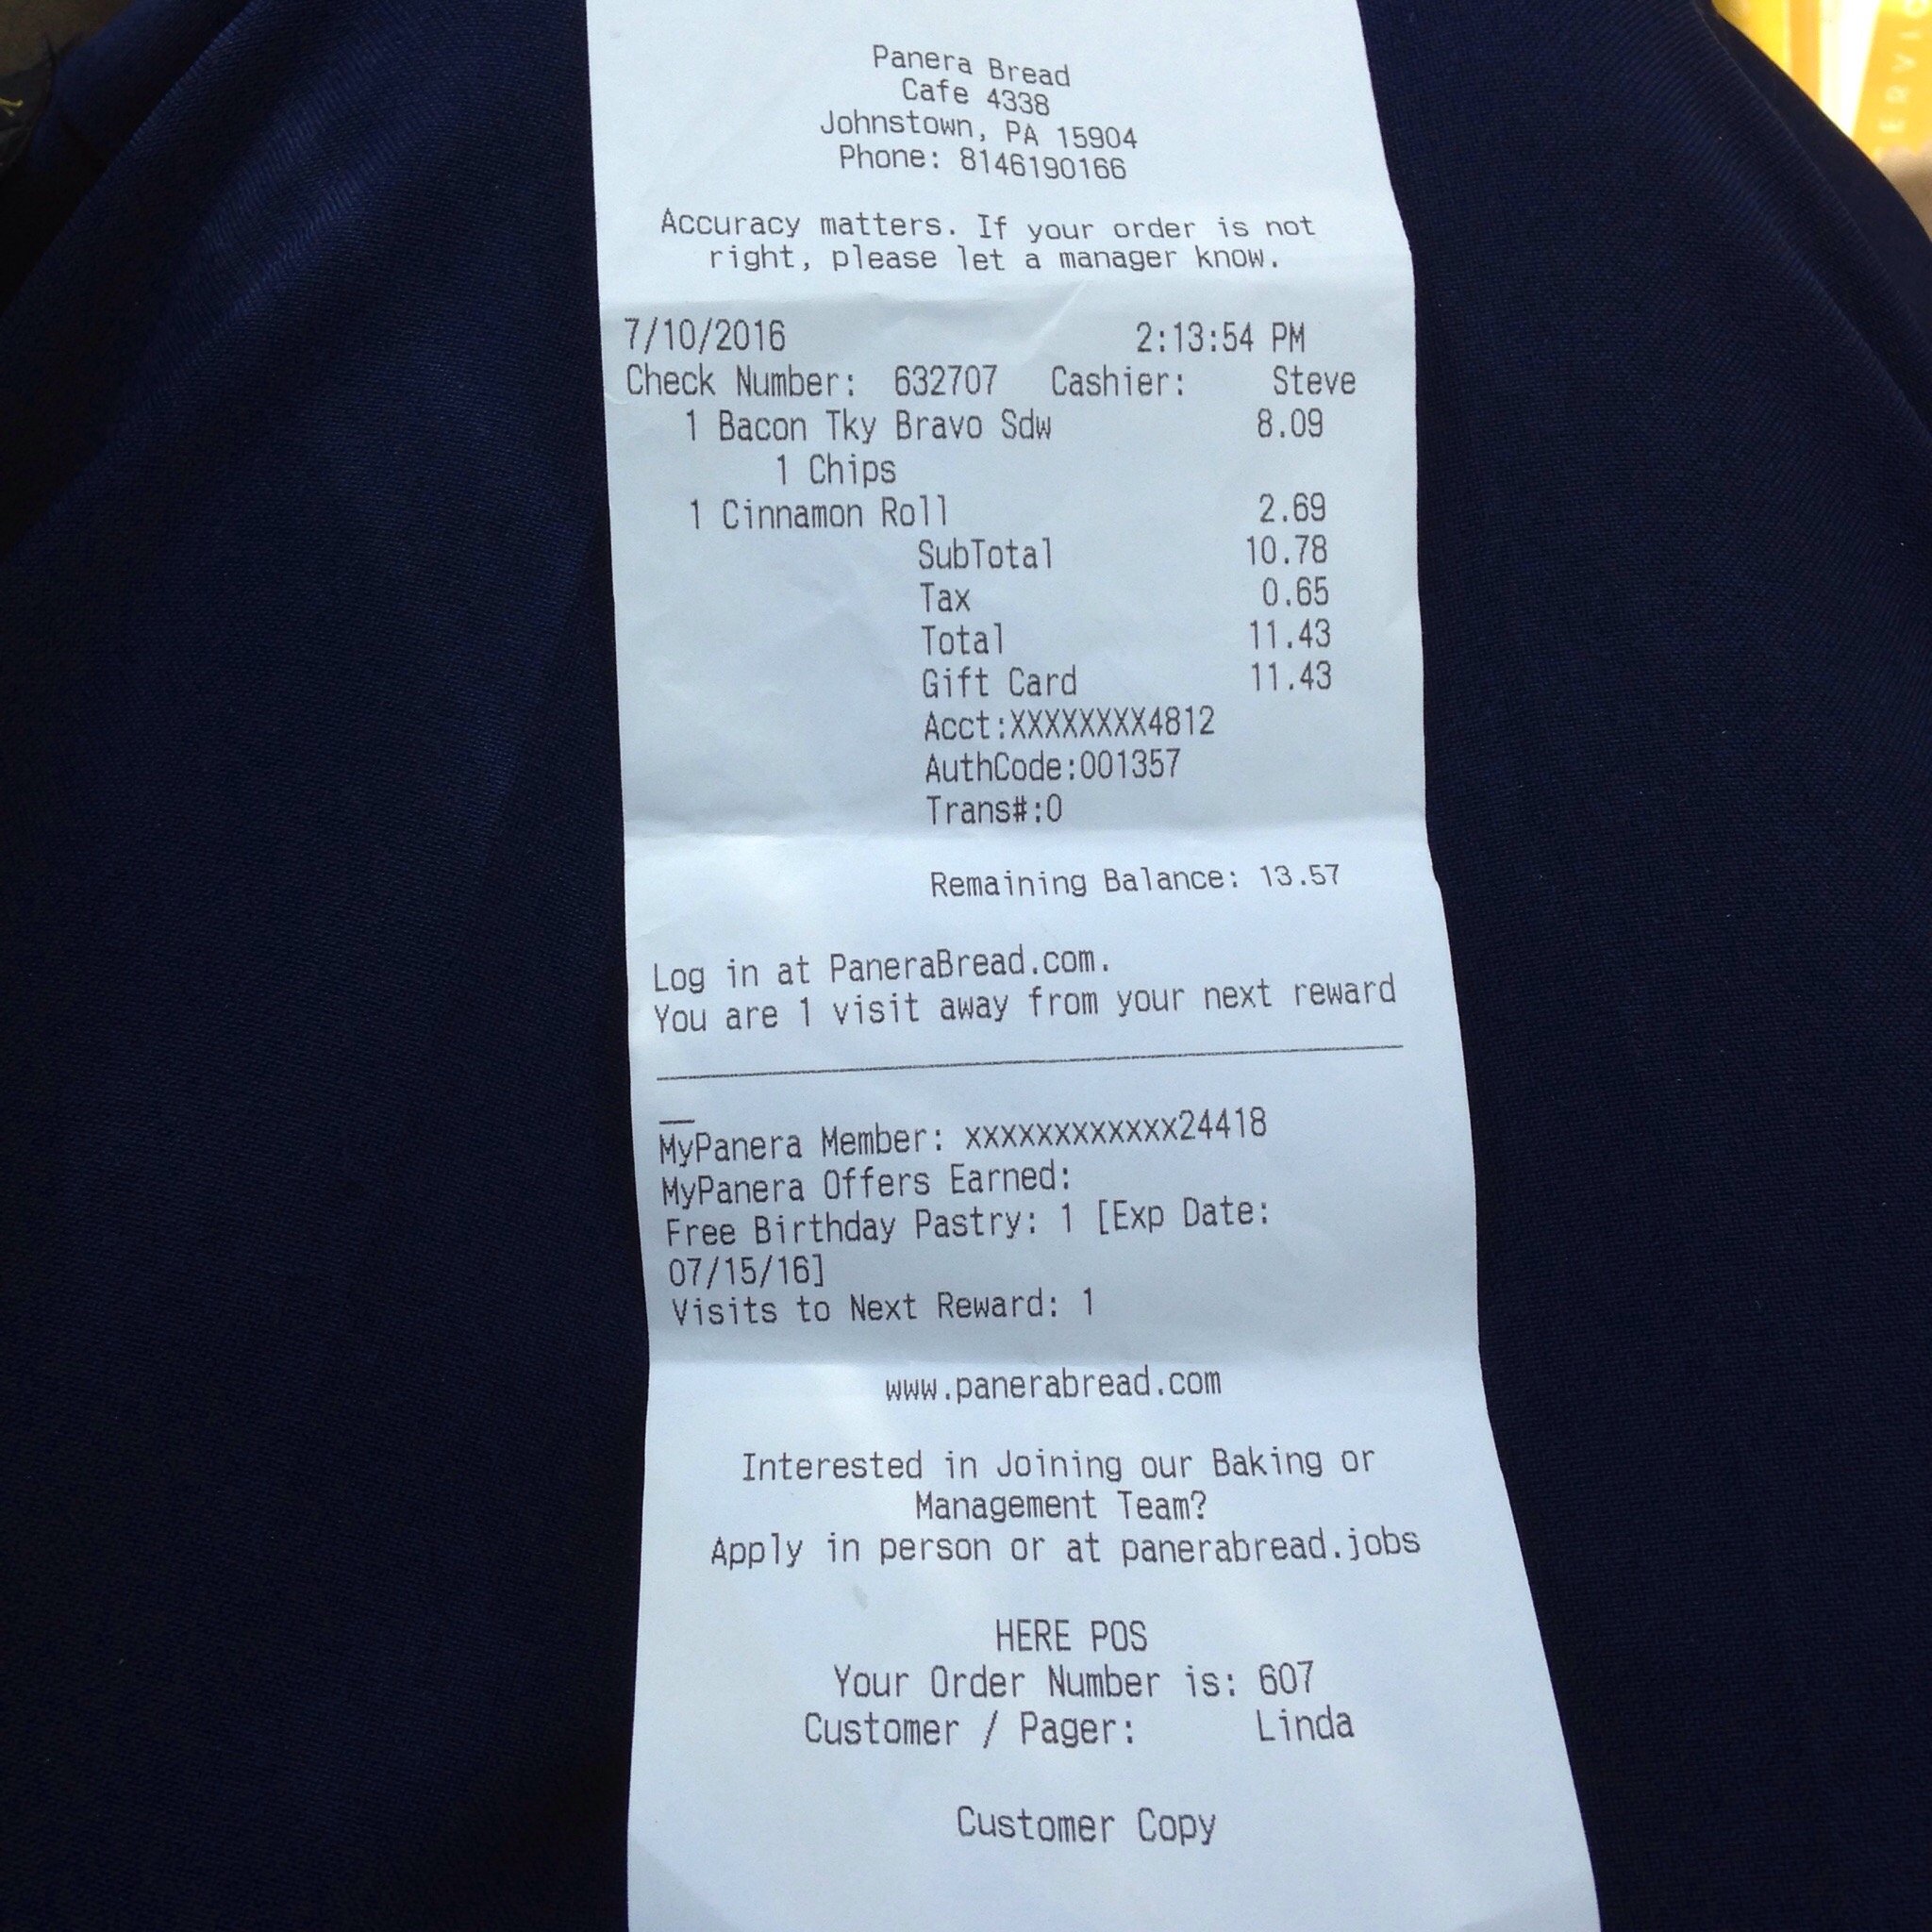 Panera Bread
Cafe 4338
Johnstown, PA 15904
Phone: 8146190166
Accuracy matters. If your order is not
right, please let a manager know.
7/10/2016 2:13:54 PM
Check Number: 632707 Cashier: Steve
1 Bacon Tky Bravo Sdw 8.09
1 Chips
1 Cinnamon Roll 2.69
SubTotal 10.78
Tax 0.65
Total 11.43
Gift Card 11.43
Acct:XXXXXXXX4812
AuthCode:001357
Trans#:0
Remaining Balance: 13.57
Log in at PaneraBread.com.
You are 1 visit away from your next reward
MyPanera Member: xxxxxxxxxxxx24418
MyPanera Offers Earned:
Free Birthday Pastry: 1 [Exp Date:
07/15/16]
Visits to Next Reward: 1
www.panerabread.com
Interested in Joining our Baking or
Management Team?
Apply in person or at panerabread.jobs
HERE POS
Your Order Number is: 607
Customer / Pager: Linda
Customer Copy